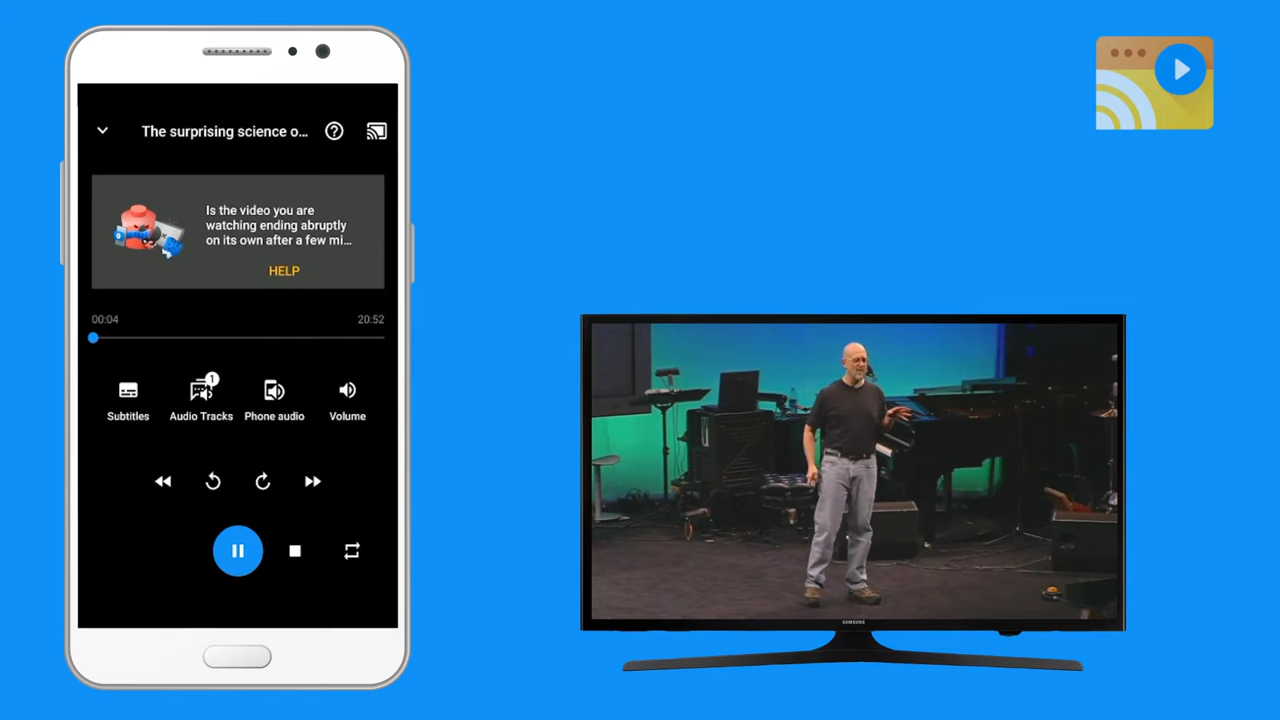 The surprising science o...
Is the video you are
watching ending abruptly
on its own after a few mi...
HELP
00:04 20:52
1
Subtitles Audio Tracks Phone audio Volume
SAMSUNG